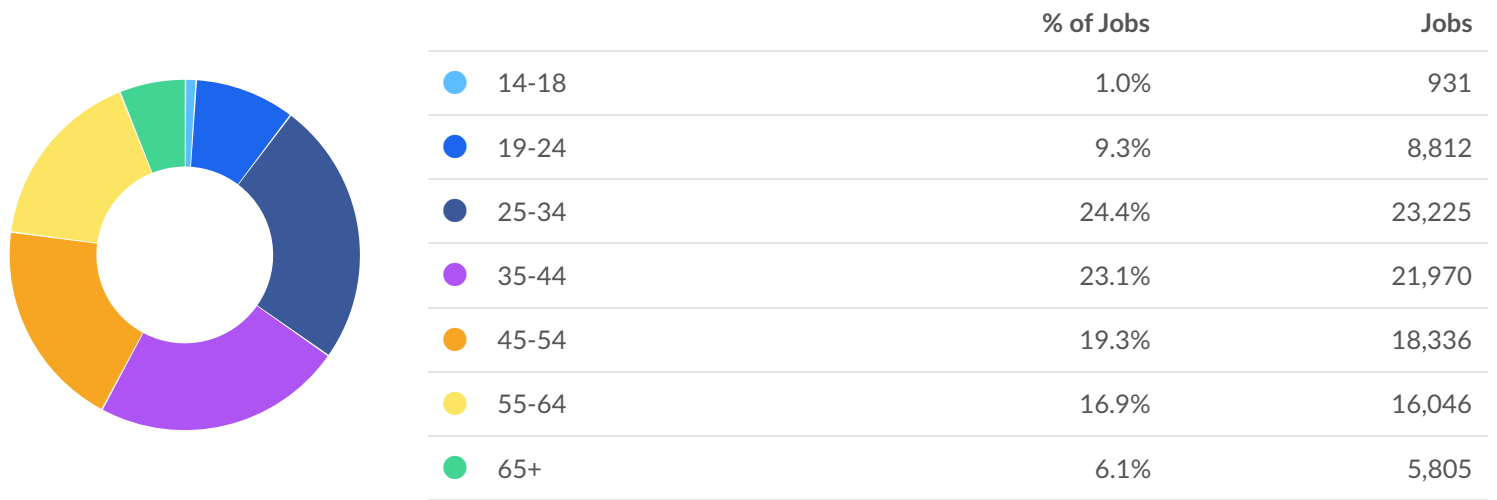 % of Jobs Jobs
14-18 1.0% 931
19-24 9.3% 8,812
25-34 24.4% 23,225
35-44 23.1% 21,970
45-54 19.3% 18,336
55-64 16.9% 16,046
65+ 6.1% 5,805